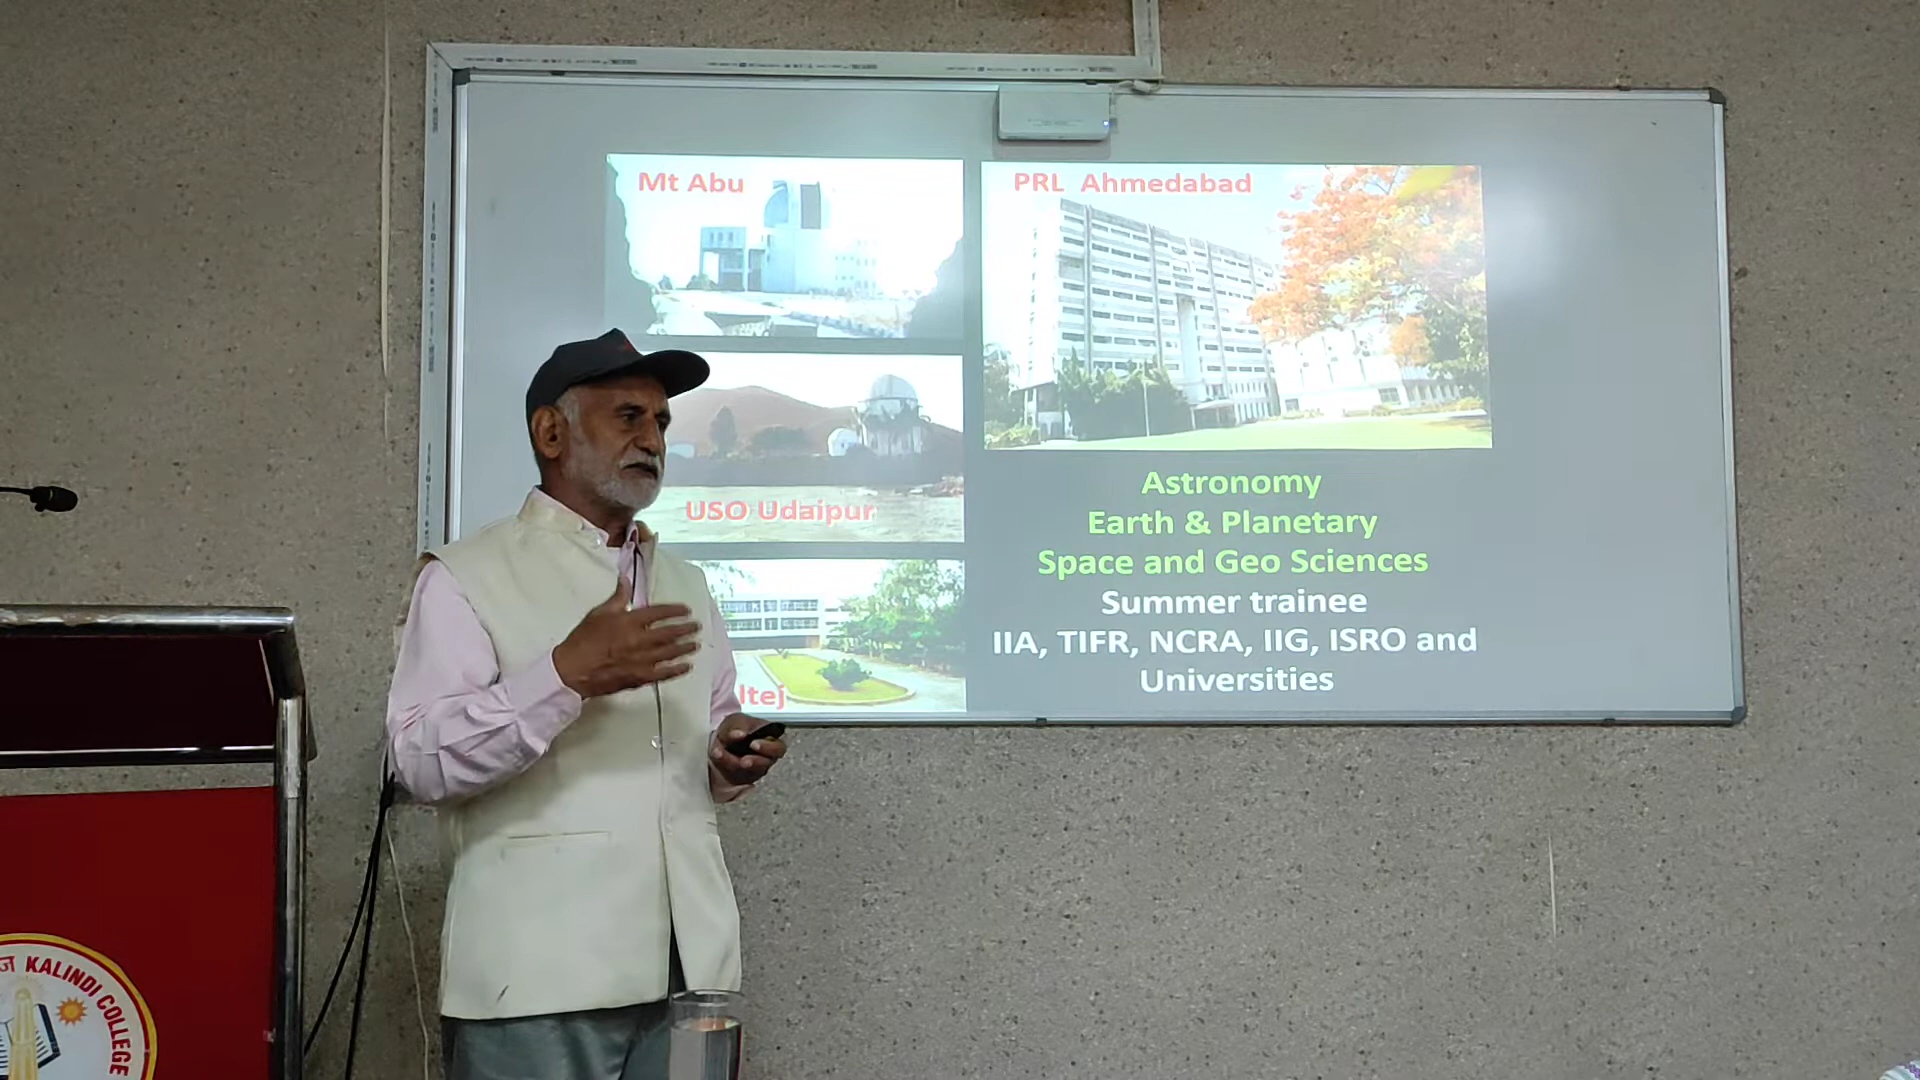 Mt Abu
PRL Ahmedabad
USO Udaipur
ltej
Astronomy
Earth & Planetary
Space and Geo Sciences
Summer trainee
IIA, TIFR, NCRA, IIG, ISRO and
Universities
KALINDI COLLEGE